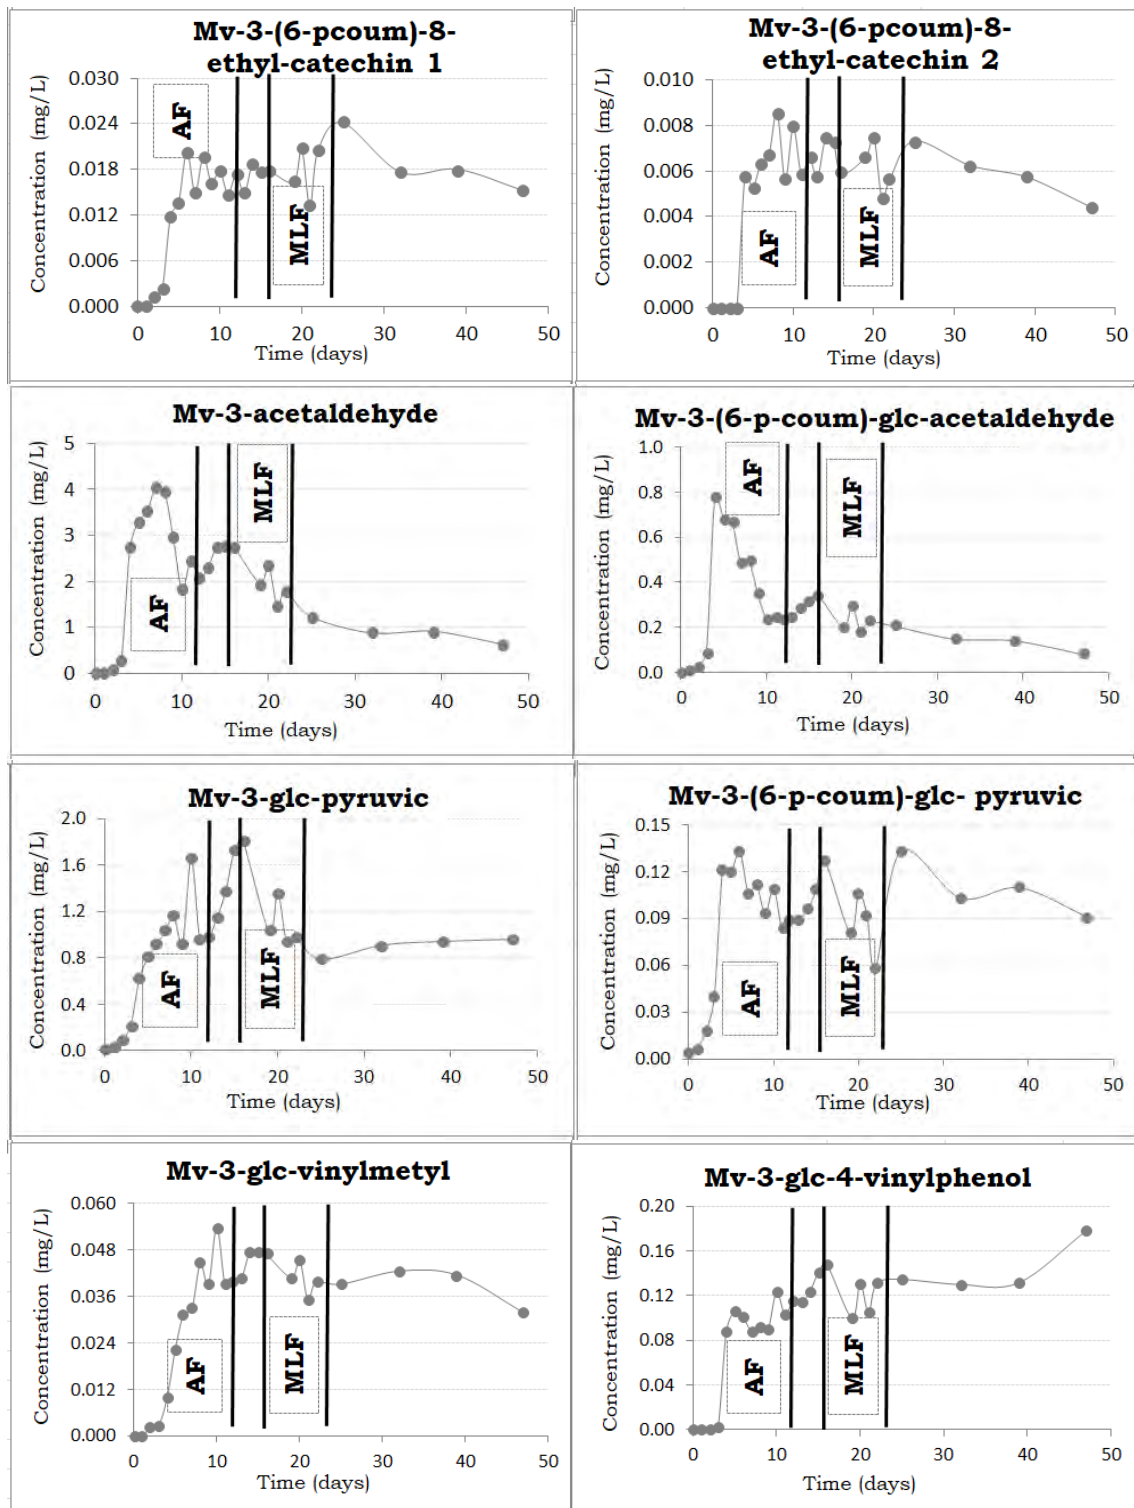 Mv-3-(6-pcoum)-8-
ethyl-catechin 1
Concentration (mg/L)
0.030
0.024
0.018
0.012
0.006
0.000
AF
MLF
0 10 20 30 40 50
Time (days)
Mv-3-(6-pcoum)-8-
ethyl-catechin 2
Concentration (mg/L)
0.010
0.008
0.006
0.004
0.002
0.000
AF
MLF
0 10 20 30 40 50
Time (days)
Mv-3-acetaldehyde
Concentration (mg/L)
5
4
3
2
1
0
AF
MLF
0 10 20 30 40 50
Time (days)
Mv-3-(6-p-coum)-glc-acetaldehyde
Concentration (mg/L)
1.0
0.8
0.6
0.4
0.2
0.0
AF
MLF
0 10 20 30 40 50
Time (days)
Mv-3-glc-pyruvic
Concentration (mg/L)
2.0
1.6
1.2
0.8
0.4
0.0
AF
MLF
0 10 20 30 40 50
Time (days)
Mv-3-(6-p-coum)-glc- pyruvic
Concentration (mg/L)
0.15
0.12
0.09
0.06
0.03
0.00
AF
MLF
0 10 20 30 40 50
Time (days)
Mv-3-glc-vinylmetyl
Concentration (mg/L)
0.060
0.048
0.036
0.024
0.012
0.000
AF
MLF
0 10 20 30 40 50
Time (days)
Mv-3-glc-4-vinylphenol
Concentration (mg/L)
0.20
0.16
0.12
0.08
0.04
0.00
AF
MLF
0 10 20 30 40 50
Time (days)